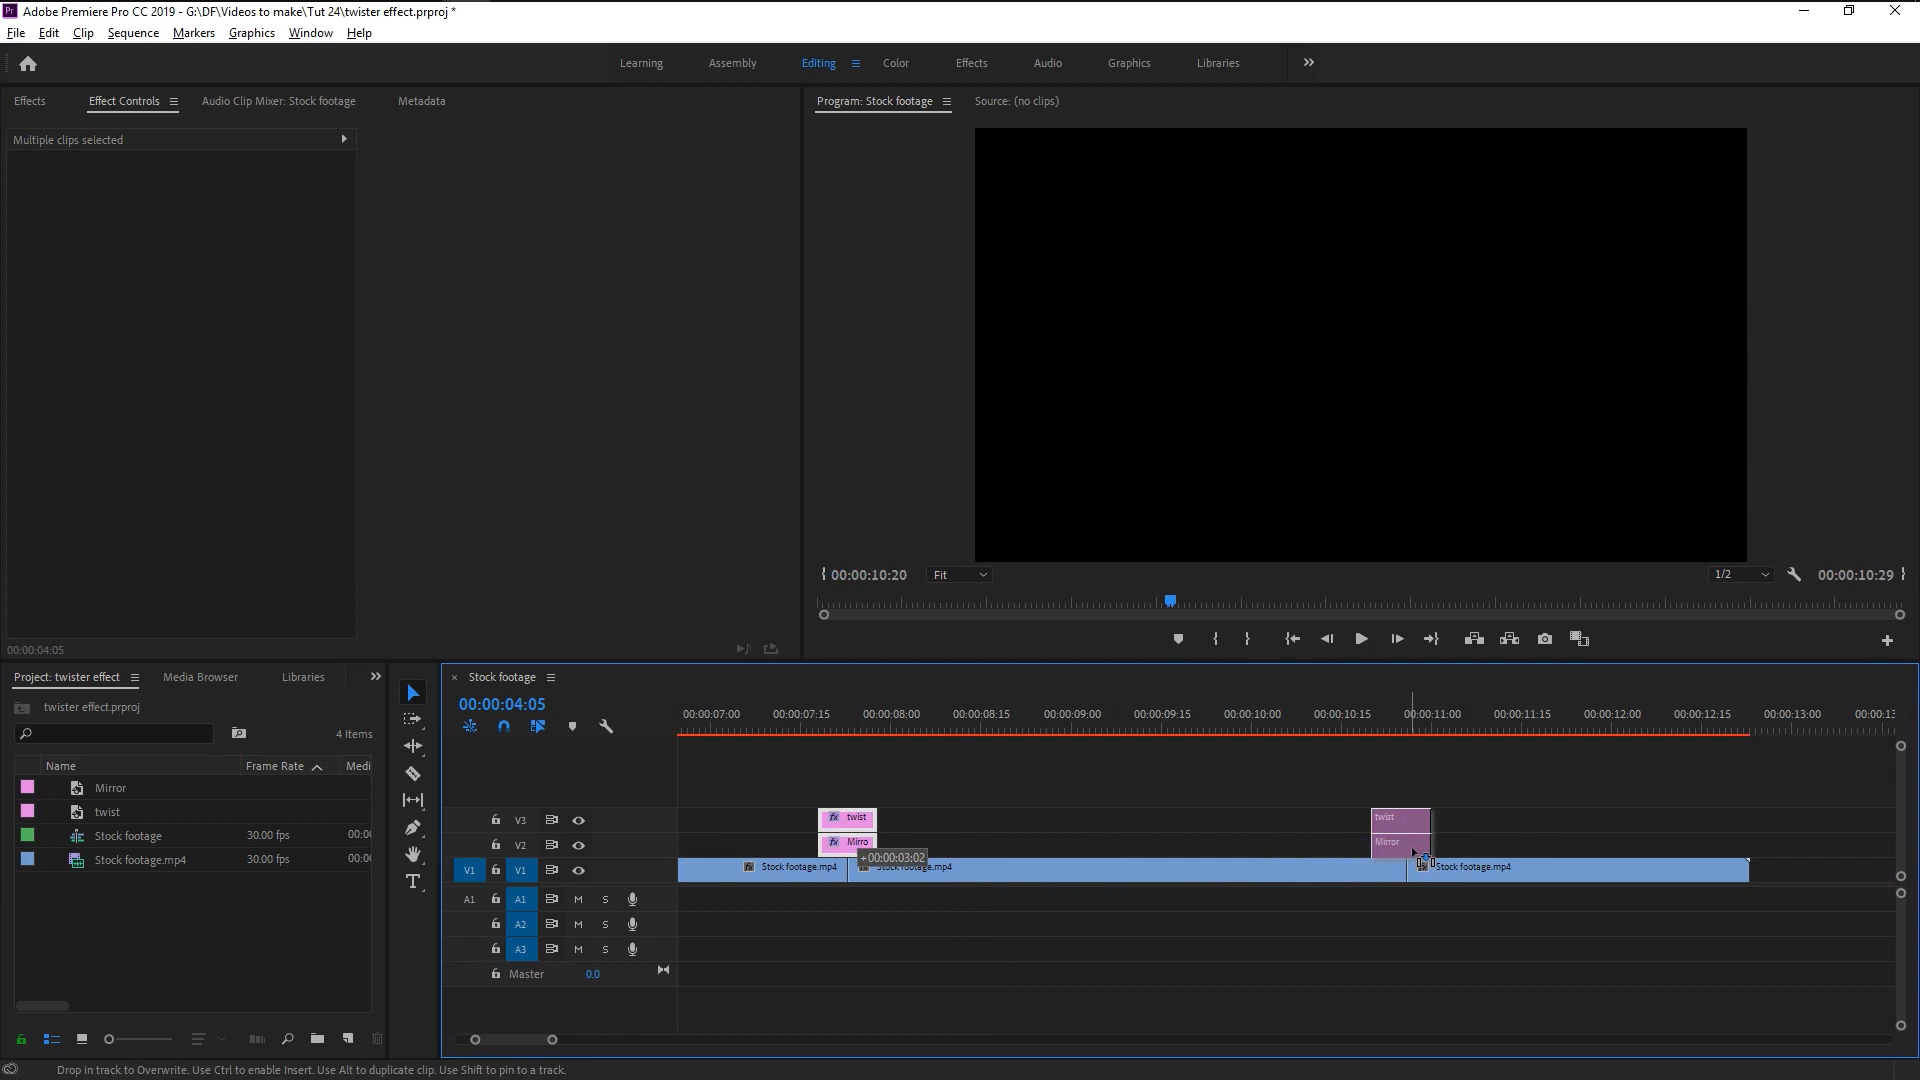 Pr Adobe Premiere Pro CC 2019 - G:\DF\Videos to make\Tut 24\twister effect.prproj *
File Edit Clip Sequence Markers Graphics Window Help
Learning Assembly Editing Color Effects Audio Graphics Libraries
Effects Effect Controls Audio Clip Mixer: Stock footage Metadata
Program: Stock footage Source: (no clips)
Multiple clips selected
00:00:10:20 Fit 1/2 00:00:10:29
00:00:04:05
Project: twister effect Media Browser Libraries
twister effect.prproj
4 Items
Name Frame Rate Medi
Mirror
twist
Stock footage 30.00 fps 00:0
Stock footage.mp4 30.00 fps 00:0
× Stock footage
00:00:04:05
00:00:07:00 00:00:07:15 00:00:08:00 00:00:08:15 00:00:09:00 00:00:09:15 00:00:10:00 00:00:10:15 00:00:11:00 00:00:11:15 00:00:12:00 00:00:12:15 00:00:13:00 00:00:13
V3 fx twist twist
V2 fx Mirro Mirror
+00:00:03:02
V1 V1 fx Stock footage.mp4 fx Stock footage.mp4 fx Stock footage.mp4
A1 A1 M S
A2 M S
A3 M S
Master 0.0
Drop in track to Overwrite. Use Ctrl to enable Insert. Use Alt to duplicate clip. Use Shift to pin to a track.